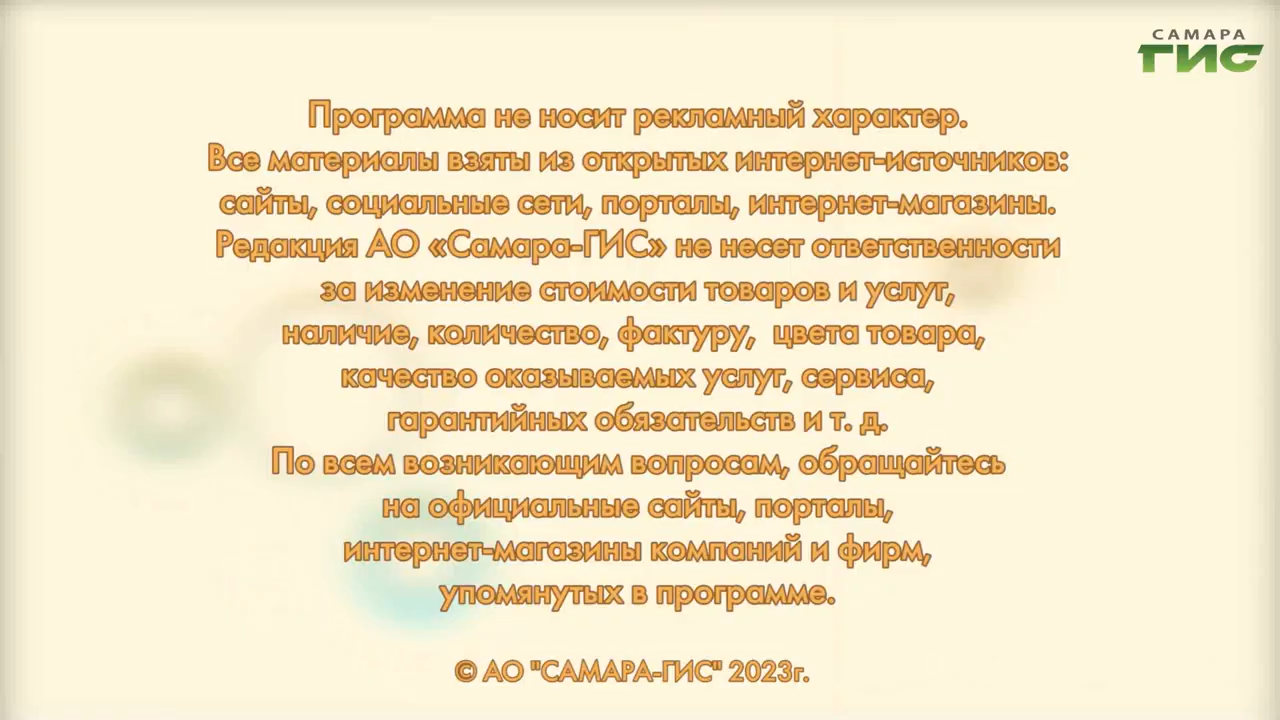 САМАРА
ГИС
Программа не носит рекламный характер.
Все материалы взяты из открытых интернет-источников:
сайты, социальные сети, порталы, интернет-магазины.
Редакция АО «Самара-ГИС» не несет ответственности
за изменение стоимости товаров и услуг,
наличие, количество, фактуру, цвета товара,
качество оказываемых услуг, сервиса,
гарантийных обязательств и т. д.
По всем возникающим вопросам, обращайтесь
на официальные сайты, порталы,
интернет-магазины компаний и фирм,
упомянутых в программе.
© АО "САМАРА-ГИС" 2023г.